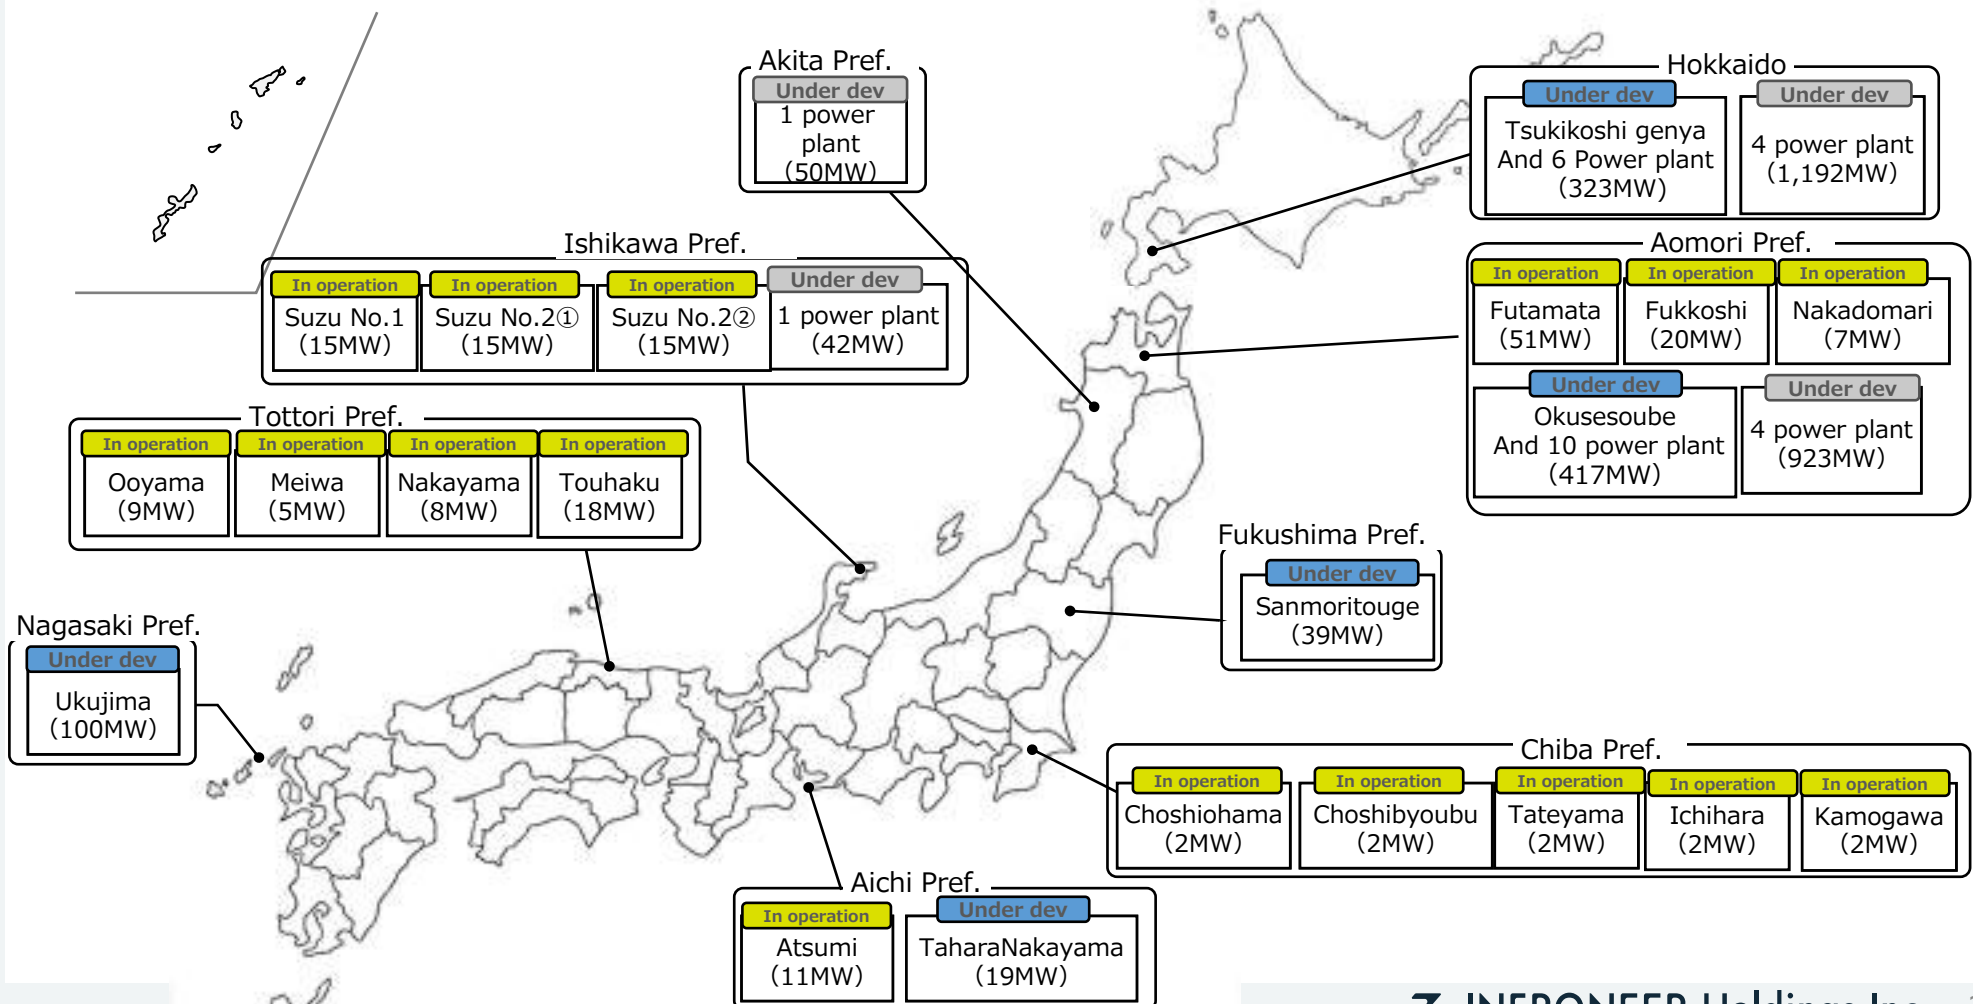 Akita Pref.
Under dev
1 power
plant
(50MW)
Hokkaido
Under dev
Tsukikoshi genya
And 6 Power plant
(323MW)
Under dev
4 power plant
(1,192MW)
Ishikawa Pref.
In operation
Suzu No.1
(15MW)
In operation
Suzu No.2①
(15MW)
In operation
Suzu No.2②
(15MW)
Under dev
1 power plant
(42MW)
Aomori Pref.
In operation
Futamata
(51MW)
In operation
Fukkoshi
(20MW)
In operation
Nakadomari
(7MW)
Under dev
Okusesoube
And 10 power plant
(417MW)
Under dev
4 power plant
(923MW)
Tottori Pref.
In operation
Ooyama
(9MW)
In operation
Meiwa
(5MW)
In operation
Nakayama
(8MW)
In operation
Touhaku
(18MW)
Fukushima Pref.
Under dev
Sanmoritouge
(39MW)
Nagasaki Pref.
Under dev
Ukujima
(100MW)
Chiba Pref.
In operation
Choshiohama
(2MW)
In operation
Choshibyoubu
(2MW)
In operation
Tateyama
(2MW)
In operation
Ichihara
(2MW)
In operation
Kamogawa
(2MW)
Aichi Pref.
In operation
Atsumi
(11MW)
Under dev
TaharaNakayama
(19MW)
INFRONEER Holdings Inc.